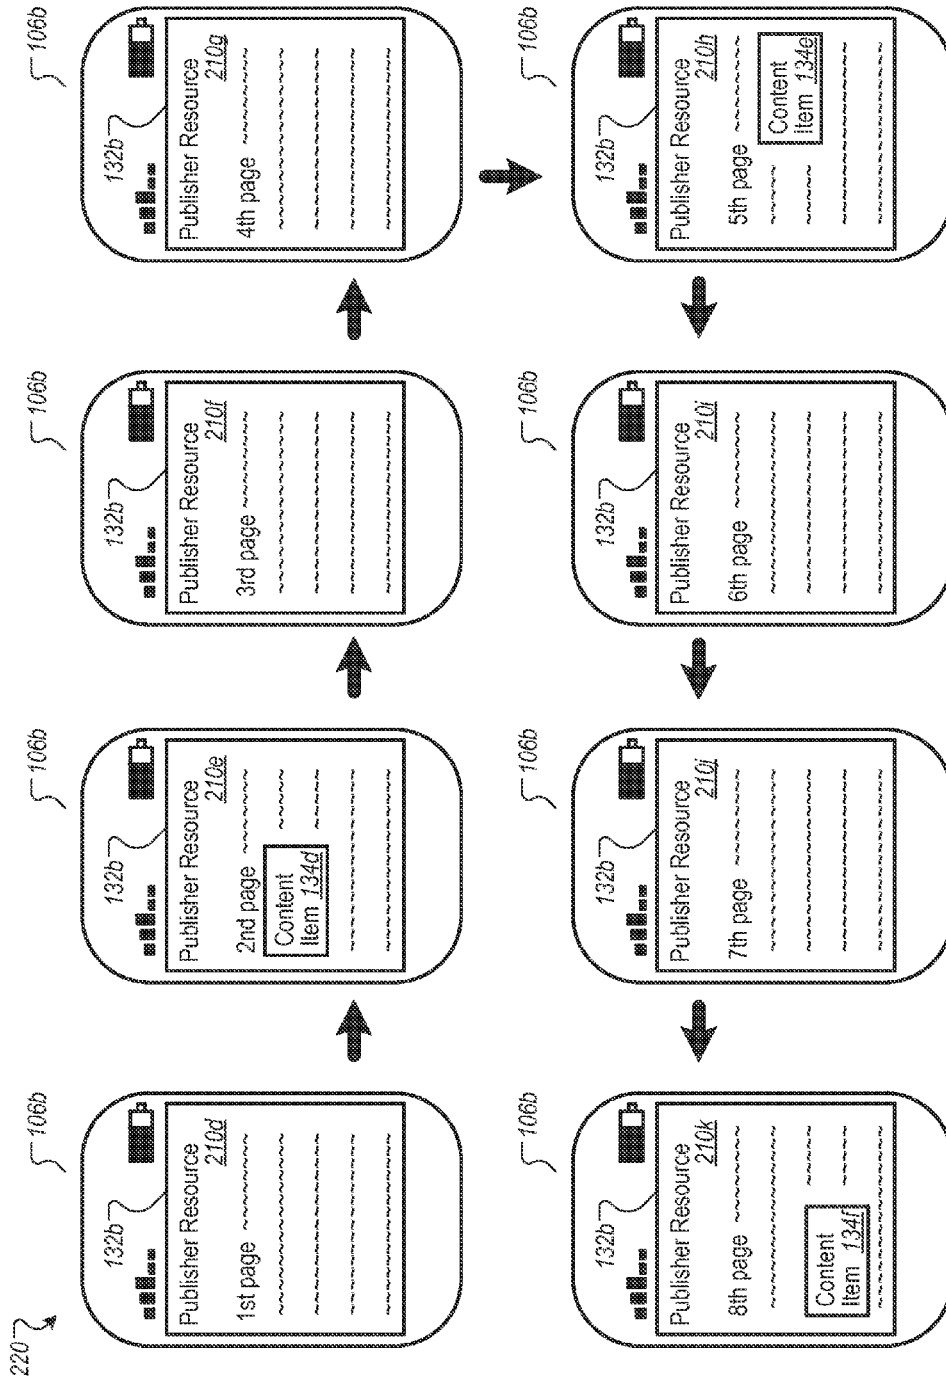 220
106b
132b
Publisher Resource
210d
1st page
106b
132b
Publisher Resource
210e
2nd page
Content
Item 134d
106b
132b
Publisher Resource
210f
3rd page
106b
132b
Publisher Resource
210g
4th page
106b
132b
Publisher Resource
210h
5th page
Content
Item 134e
106b
132b
Publisher Resource
210i
6th page
106b
132b
Publisher Resource
210j
7th page
106b
132b
Publisher Resource
210k
8th page
Content
Item 134f